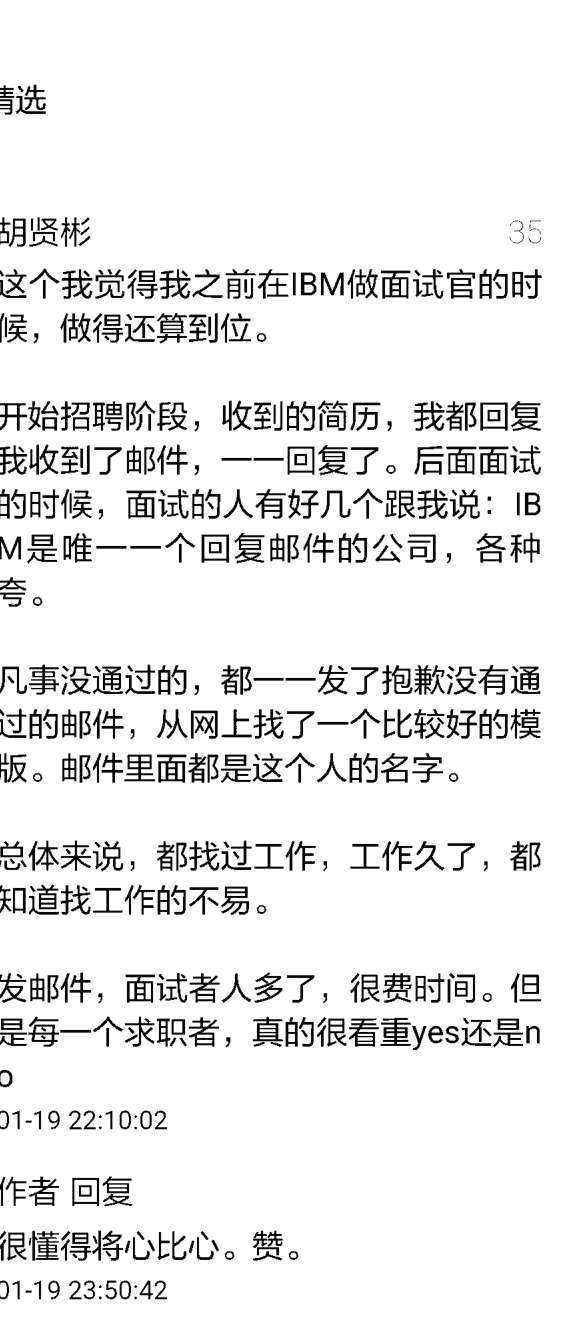 精选
胡贤彬
35
这个我觉得我之前在IBM做面试官的时
候，做得还算到位。
开始招聘阶段，收到的简历，我都回复
我收到了邮件，一一回复了。后面面试
的时候，面试的人有好几个跟我说：IB
M是唯一一个回复邮件的公司，各种
夸。
凡事没通过的，都一一发了抱歉没有通
过的邮件，从网上找了一个比较好的模
版。邮件里面都是这个人的名字。
总体来说，都找过工作，工作久了，都
知道找工作的不易。
发邮件，面试者人多了，很费时间。但
是每一个求职者，真的很看重yes还是n
o
01-19 22:10:02
作者 回复
很懂得将心比心。赞。
01-19 23:50:42